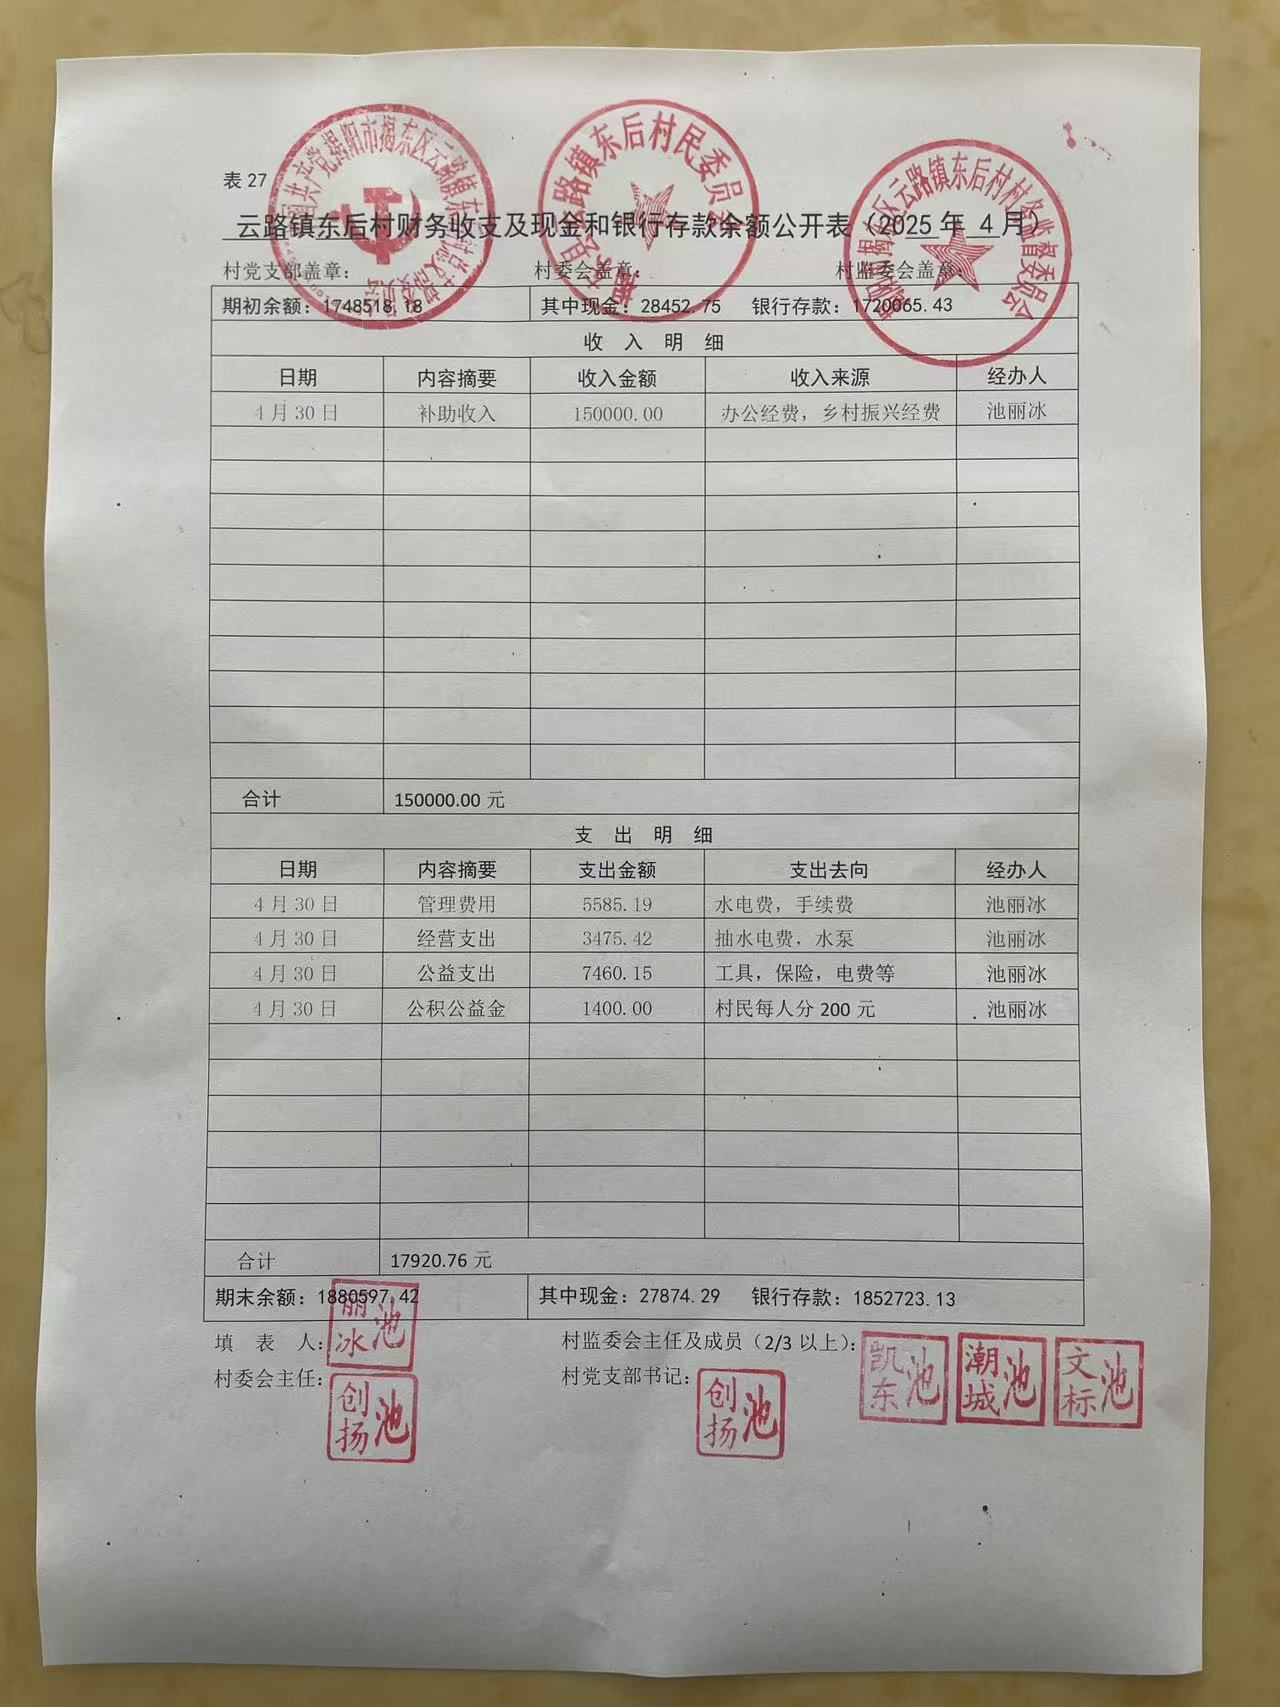 表 27
云路镇东后村财务收支及现金和银行存款余额公开表（2025 年 4 月）
村党支部盖章： 村委会盖章： 村监委会盖章：
期初余额：1748518.18 其中现金：28452.75 银行存款：1720065.43
收 入 明 细
日期 内容摘要 收入金额 收入来源 经办人
4 月 30 日 补助收入 150000.00 办公经费，乡村振兴经费 池丽冰
合计 150000.00 元
支 出 明 细
日期 内容摘要 支出金额 支出去向 经办人
4 月 30 日 管理费用 5585.19 水电费，手续费 池丽冰
4 月 30 日 经营支出 3475.42 抽水电费，水泵 池丽冰
4 月 30 日 公益支出 7460.15 工具，保险，电费等 池丽冰
4 月 30 日 公积公益金 1400.00 村民每人分 200 元 池丽冰
合计 17920.76 元
期末余额：1880597.42 其中现金：27874.29 银行存款：1852723.13
填 表 人： 池丽冰 村监委会主任及成员（2/3 以上）： 池凯东 池潮城 池文标
村委会主任： 池创扬 村党支部书记： 池创扬